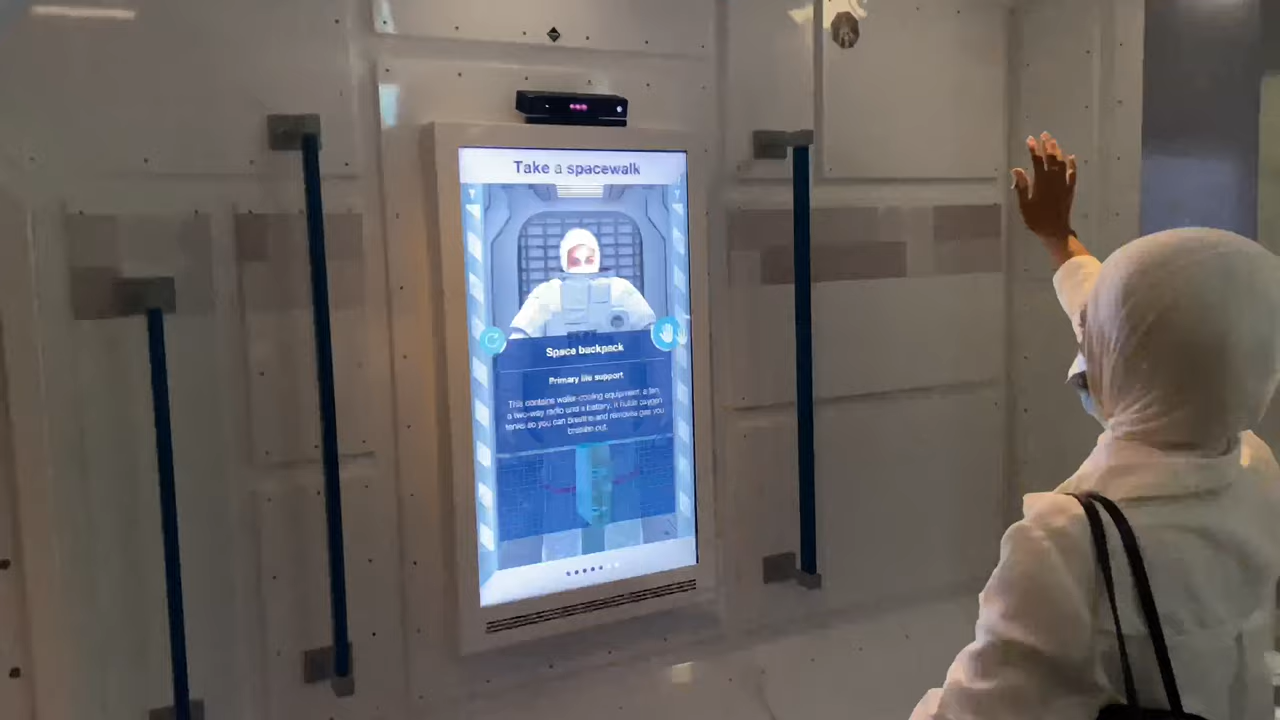 Take a spacewalk
Space backpack
Primary life support
This contains water-cooling equipment, a fan,
a two-way radio and a battery. It holds oxygen
tanks so you can breathe and removes gas you
breathe out.